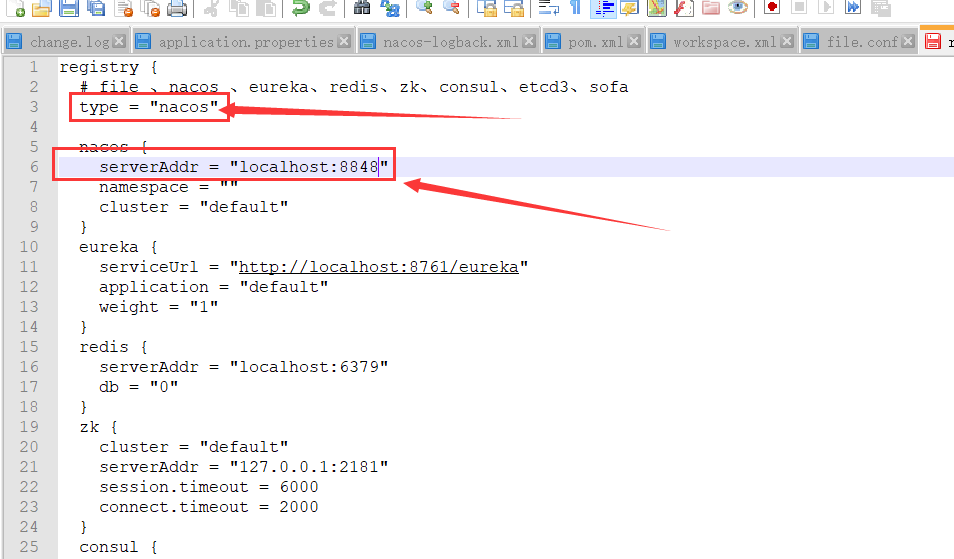 change.log application.properties nacos-logback.xml pom.xml workspace.xml file.conf
1 registry {
2 # file 、nacos 、eureka、redis、zk、consul、etcd3、sofa
3 type = "nacos"
4
5 nacos {
6 serverAddr = "localhost:8848"
7 namespace = ""
8 cluster = "default"
9 }
10 eureka {
11 serviceUrl = "http://localhost:8761/eureka"
12 application = "default"
13 weight = "1"
14 }
15 redis {
16 serverAddr = "localhost:6379"
17 db = "0"
18 }
19 zk {
20 cluster = "default"
21 serverAddr = "127.0.0.1:2181"
22 session.timeout = 6000
23 connect.timeout = 2000
24 }
25 consul {